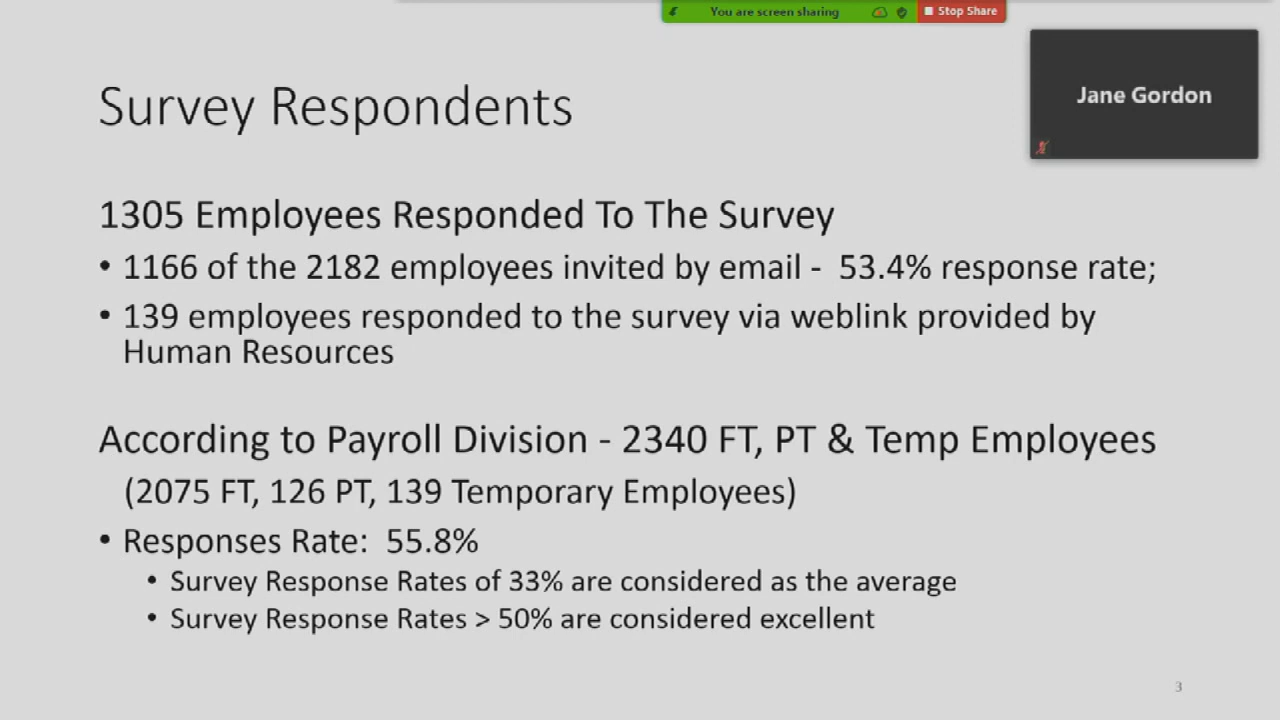 You are screen sharing
Stop Share
Jane Gordon
Survey Respondents
1305 Employees Responded To The Survey
• 1166 of the 2182 employees invited by email - 53.4% response rate;
• 139 employees responded to the survey via weblink provided by
Human Resources
According to Payroll Division - 2340 FT, PT & Temp Employees
(2075 FT, 126 PT, 139 Temporary Employees)
• Responses Rate: 55.8%
• Survey Response Rates of 33% are considered as the average
• Survey Response Rates > 50% are considered excellent
3